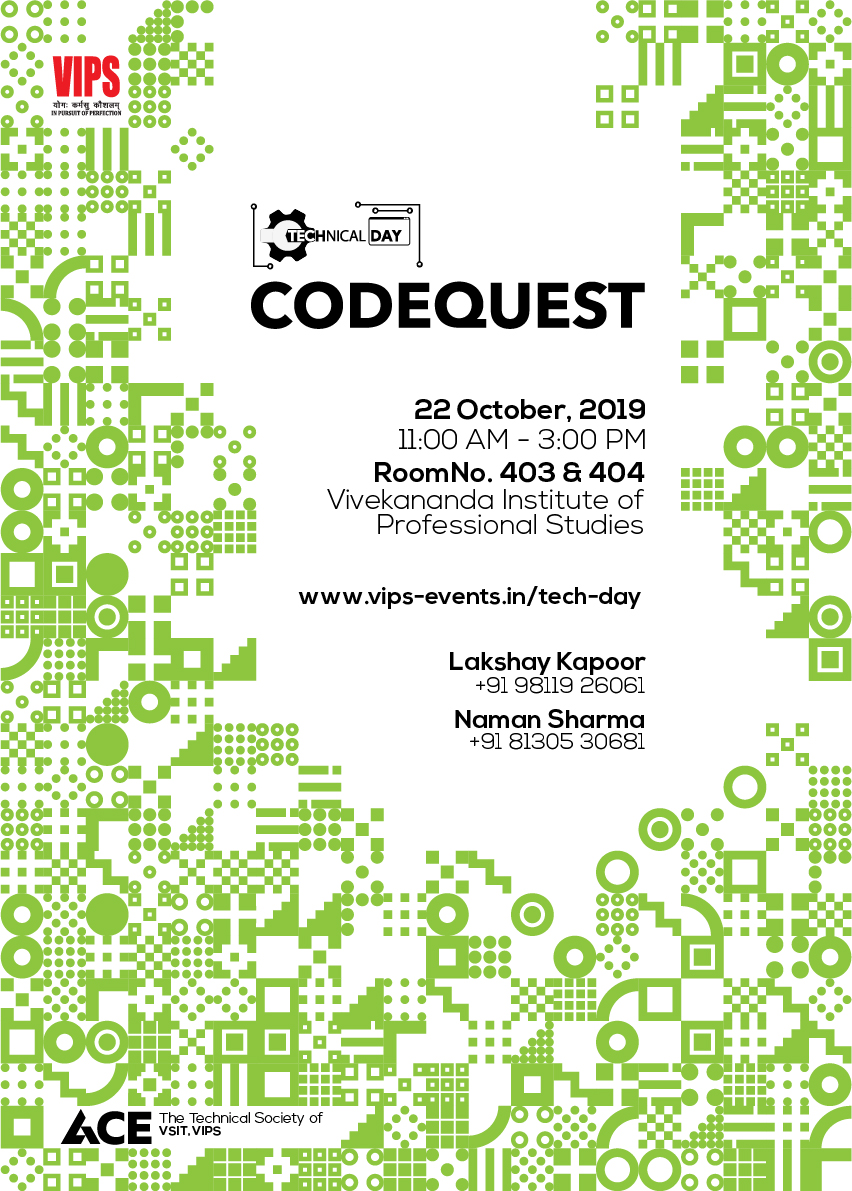 VIPS
योगः कर्मसु कौशलम्
IN PURSUIT OF PERFECTION
TECHNICAL DAY
CODEQUEST
22 October, 2019
11:00 AM - 3:00 PM
RoomNo. 403 & 404
Vivekananda Institute of
Professional Studies
www.vips-events.in/tech-day
Lakshay Kapoor
+91 98119 26061
Naman Sharma
+91 81305 30681
ACE
The Technical Society of
VSIT,VIPS